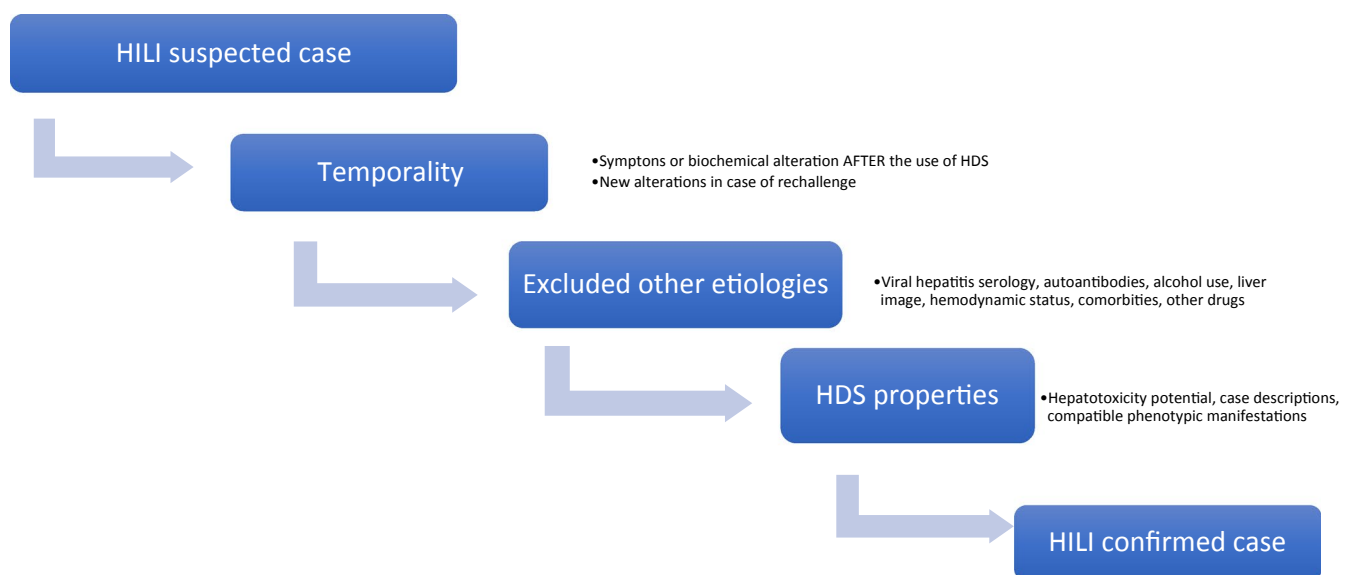 HILI suspected case
Temporality
•Symptons or biochemical alteration AFTER the use of HDS
•New alterations in case of rechallenge
Excluded other etiologies
•Viral hepatitis serology, autoantibodies, alcohol use, liver
image, hemodynamic status, comorbities, other drugs
HDS properties
•Hepatotoxicity potential, case descriptions,
compatible phenotypic manifestations
HILI confirmed case